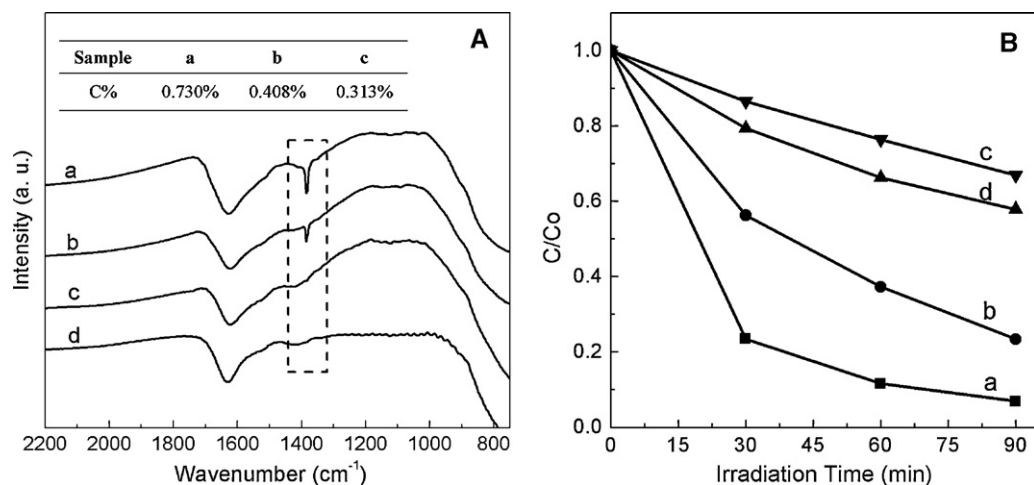 A
Sample a b c
C% 0.730% 0.408% 0.313%
a
b
c
d
Intensity (a. u.)
2200 2000 1800 1600 1400 1200 1000 800
Wavenumber (cm⁻¹)
B
1.0
0.8
0.6
0.4
0.2
0.0
C/Co
c
d
b
a
0 15 30 45 60 75 90
Irradiation Time (min)